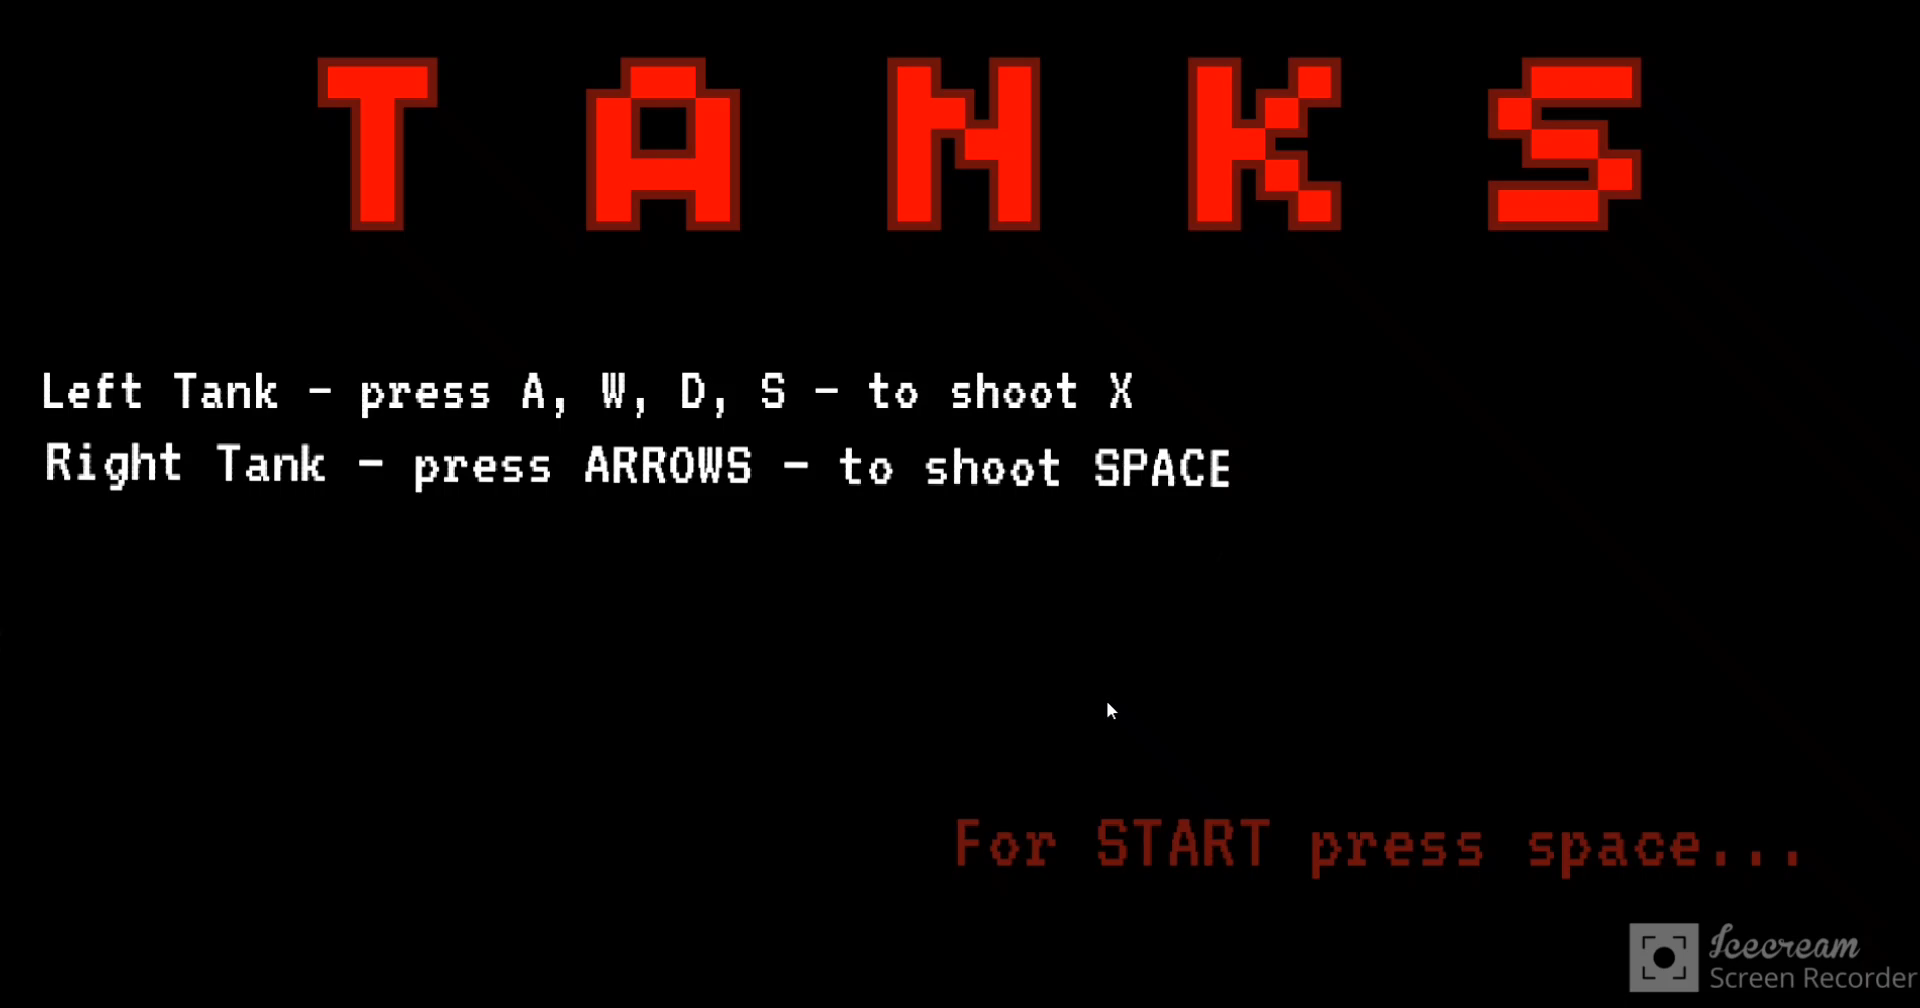 TANKS
Left Tank - press A, W, D, S - to shoot X
Right Tank - press ARROWS - to shoot SPACE
For START press space...
Icecream
Screen Recorder